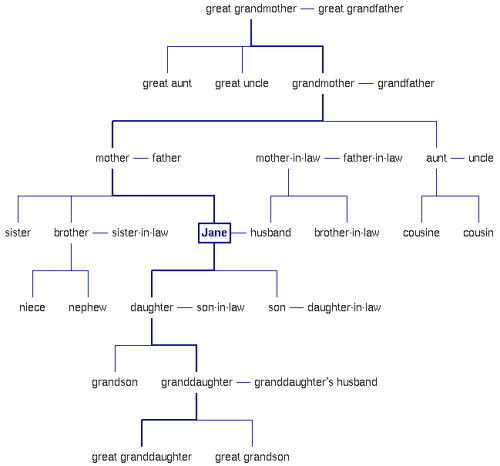 great grandmother — great grandfather
great aunt great uncle grandmother — grandfather
mother — father mother-in-law — father-in-law aunt — uncle
sister brother — sister-in-law Jane — husband brother-in-law cousine cousin
niece nephew daughter — son-in-law son — daughter-in-law
grandson granddaughter — granddaughter's husband
great granddaughter great grandson